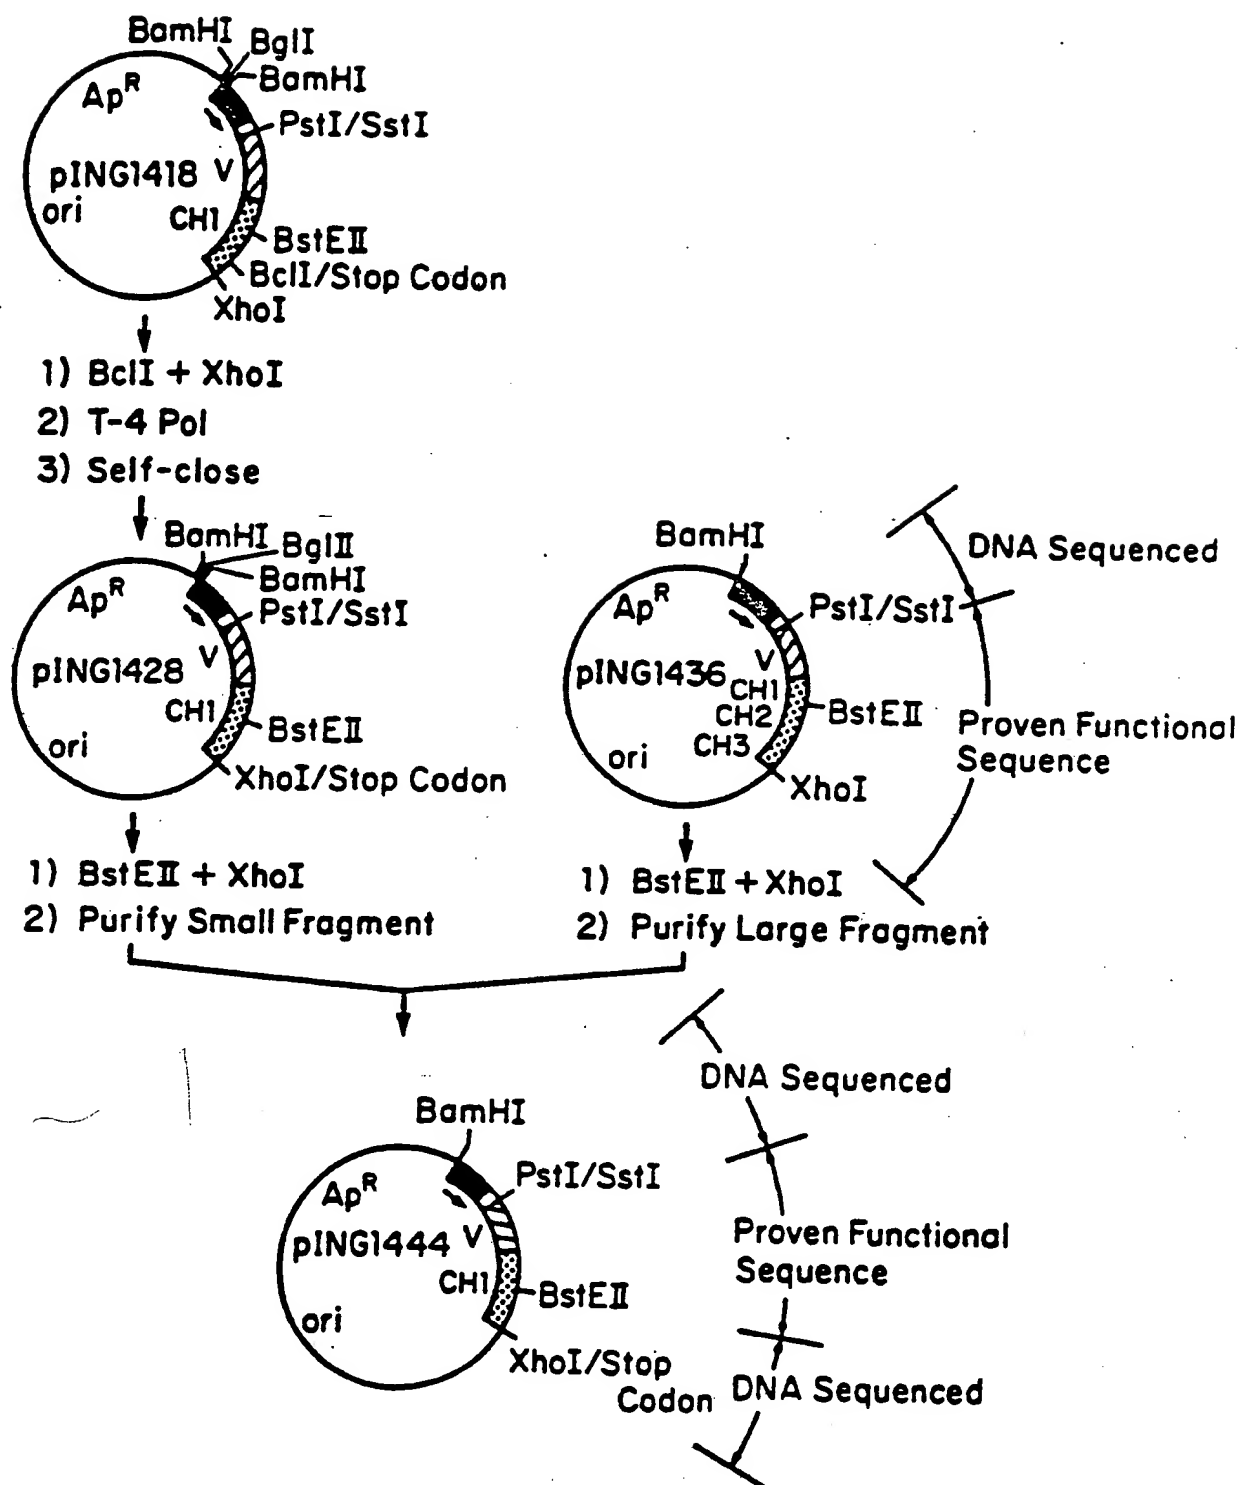 BamHI
BglI
BamHI
Ap^R
PstI/SstI
pING1418
V
ori
CH1
BstEII
BclI/Stop Codon
XhoI
1) BclI + XhoI
2) T-4 Pol
3) Self-close
BamHI
BglII
BamHI
Ap^R
PstI/SstI
pING1428
V
CH1
BstEII
ori
XhoI/Stop Codon
1) BstEII + XhoI
2) Purify Small Fragment
BamHI
Ap^R
PstI/SstI
V
pING1436
CH1
CH2
BstEII
CH3
ori
XhoI
DNA Sequenced
Proven Functional
Sequence
1) BstEII + XhoI
2) Purify Large Fragment
BamHI
Ap^R
PstI/SstI
pING1444
V
CH1
BstEII
ori
XhoI/Stop
Codon
DNA Sequenced
Proven Functional
Sequence
DNA Sequenced